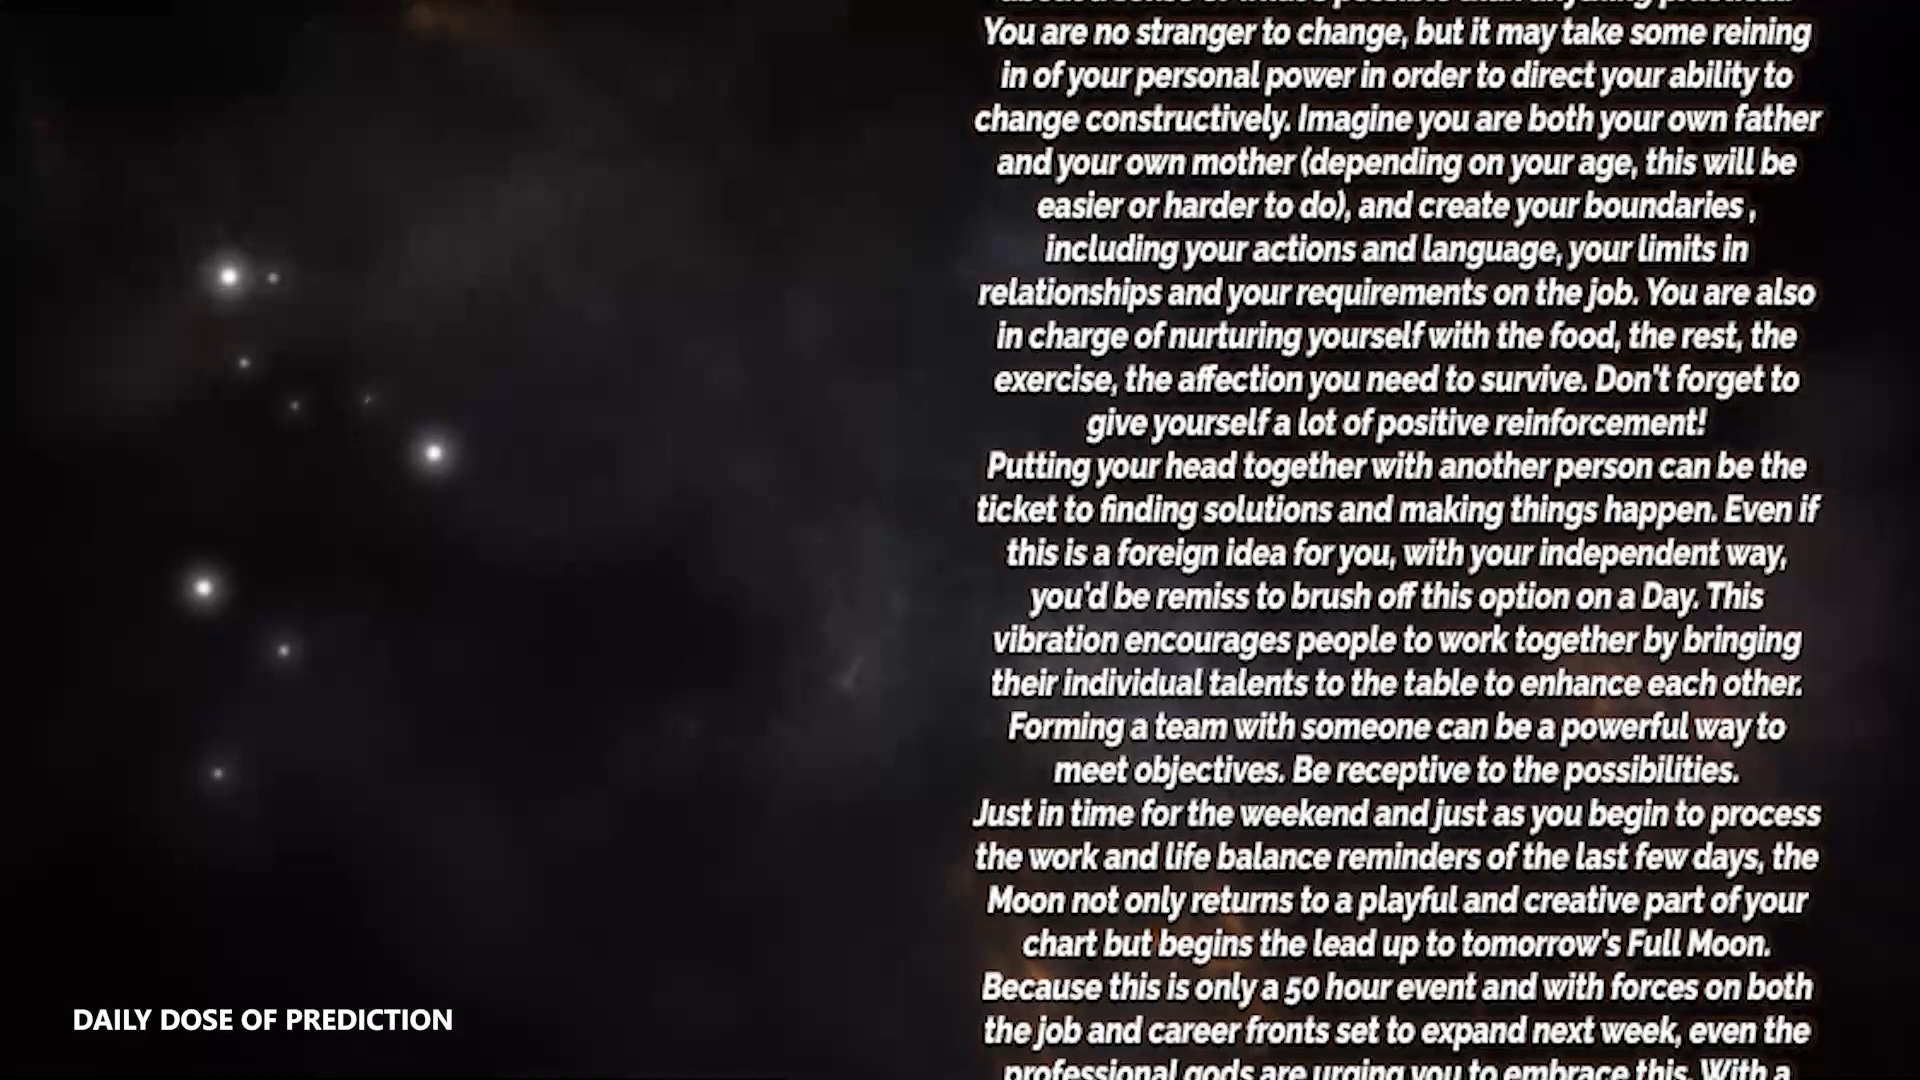 You are no stranger to change, but it may take some reining
in of your personal power in order to direct your ability to
change constructively. Imagine you are both your own father
and your own mother (depending on your age, this will be
easier or harder to do), and create your boundaries ,
including your actions and language, your limits in
relationships and your requirements on the job. You are also
in charge of nurturing yourself with the food, the rest, the
exercise, the affection you need to survive. Don't forget to
give yourself a lot of positive reinforcement!
Putting your head together with another person can be the
ticket to finding solutions and making things happen. Even if
this is a foreign idea for you, with your independent way,
you'd be remiss to brush off this option on a Day. This
vibration encourages people to work together by bringing
their individual talents to the table to enhance each other.
Forming a team with someone can be a powerful way to
meet objectives. Be receptive to the possibilities.
Just in time for the weekend and just as you begin to process
the work and life balance reminders of the last few days, the
Moon not only returns to a playful and creative part of your
chart but begins the lead up to tomorrow's Full Moon.
Because this is only a 50 hour event and with forces on both
the job and career fronts set to expand next week, even the
professional gods are urging you to embrace this. With a
DAILY DOSE OF PREDICTION